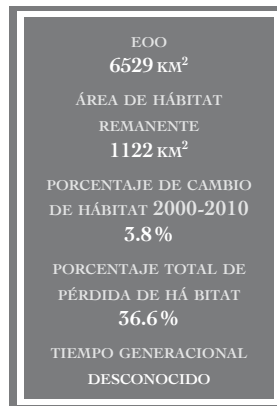 EOO
6529 KM²
ÁREA DE HÁBITAT
REMANENTE
1122 KM²
PORCENTAJE DE CAMBIO
DE HÁBITAT 2000-2010
3.8%
PORCENTAJE TOTAL DE
PÉRDIDA DE HÁ BITAT
36.6%
TIEMPO GENERACIONAL
DESCONOCIDO